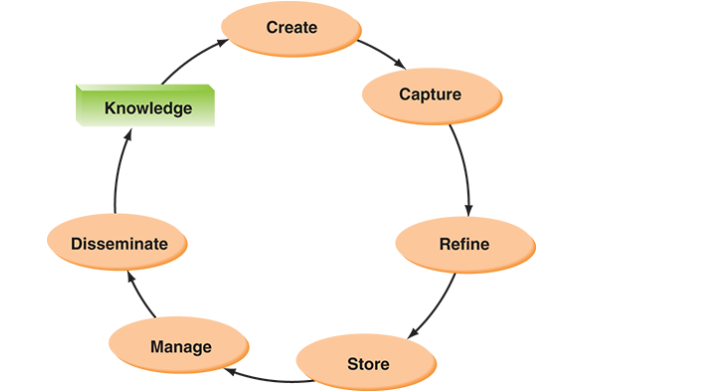 Create
Capture
Knowledge
Refine
Disseminate
Manage
Store